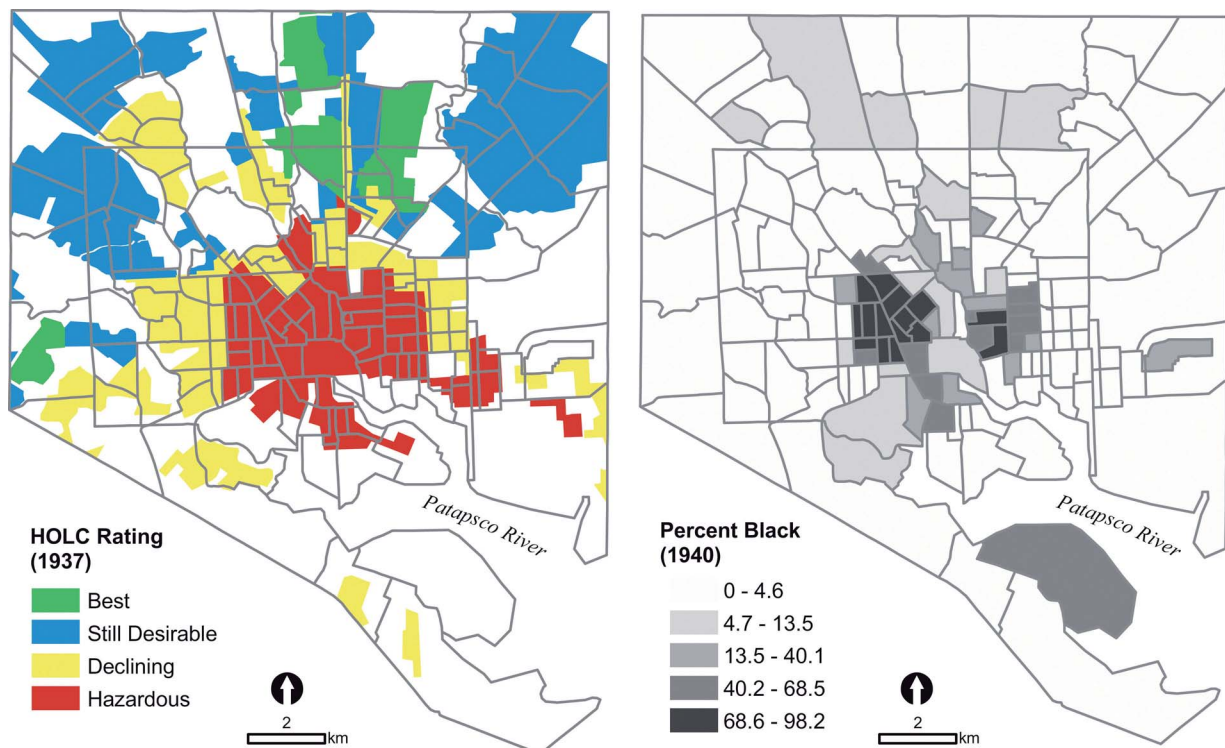 HOLC Rating
(1937)
Best
Still Desirable
Declining
Hazardous
2
km
Patapsco River
Percent Black
(1940)
0 - 4.6
4.7 - 13.5
13.5 - 40.1
40.2 - 68.5
68.6 - 98.2
2
km
Patapsco River